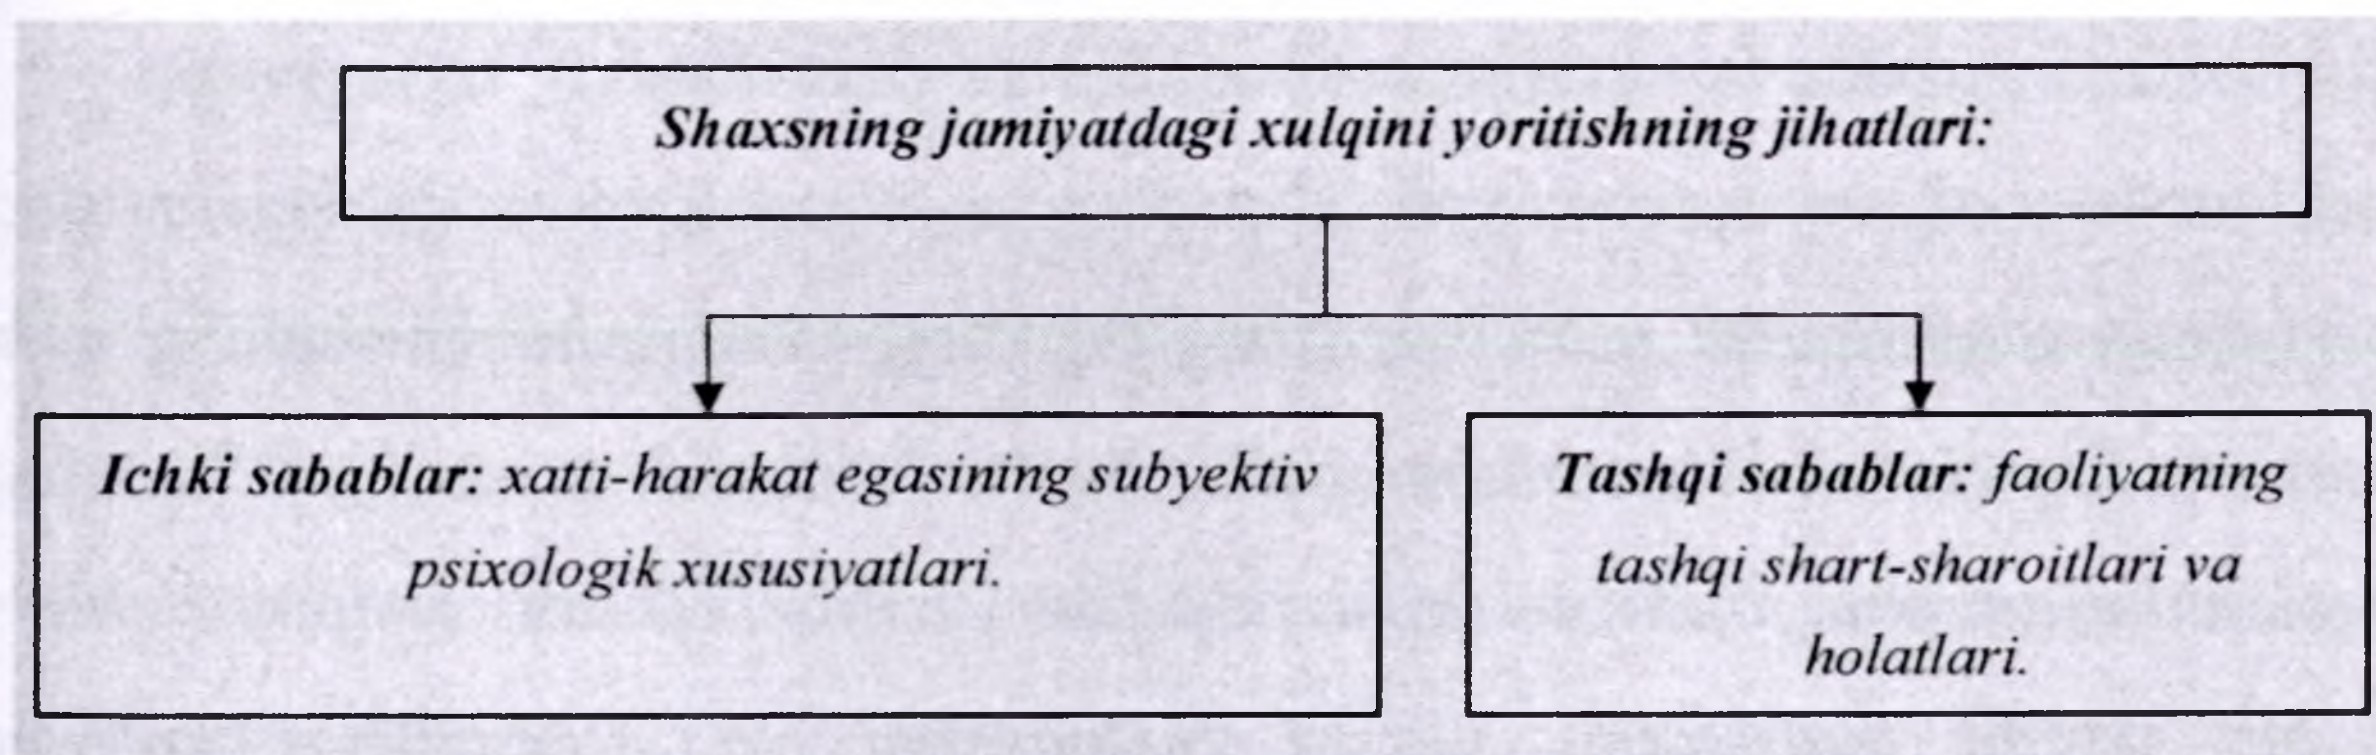 Shaxsning jamiyatdagi xulqini yoritishning jihatlari:
Ichki sabablar: xatti-harakat egasining subyektiv
psixologik xususiyatlari.
Tashqi sabablar: faoliyatning
tashqi shart-sharoitlari va
holatlari.